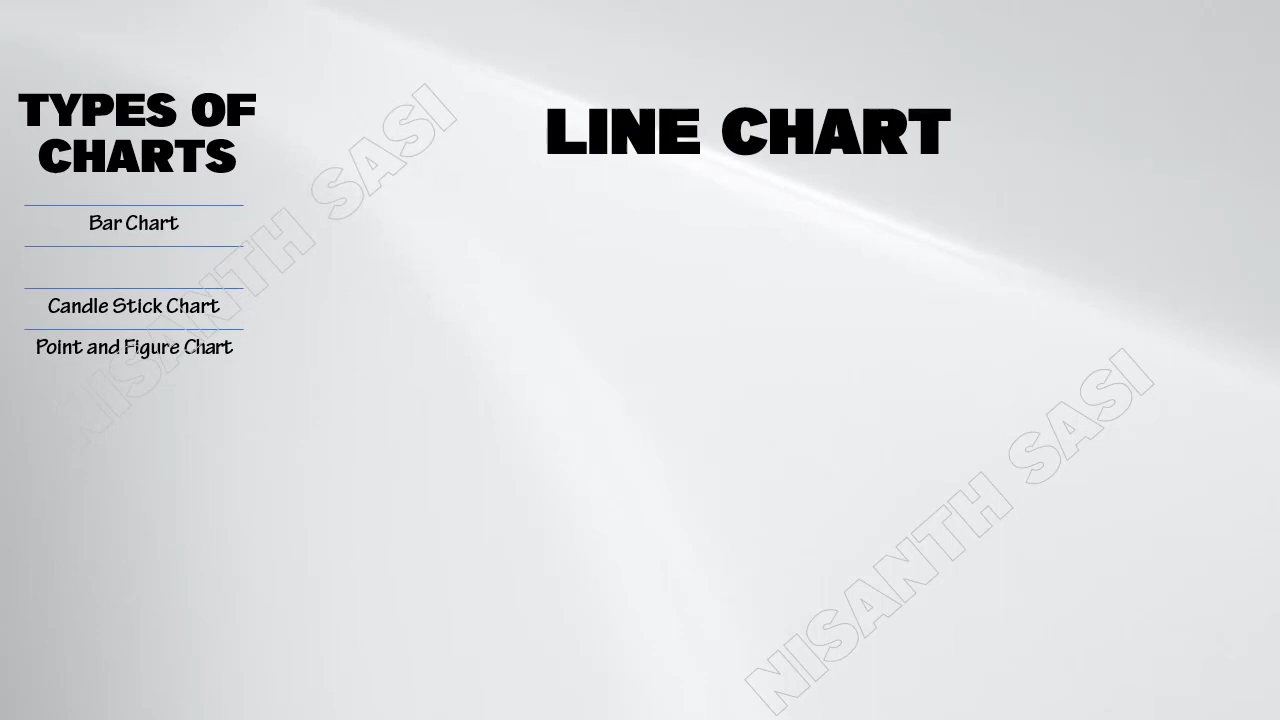 TYPES OF
CHARTS
Bar Chart
Candle Stick Chart
Point and Figure Chart
LINE CHART
NISANTH SASI
NISANTH SASI